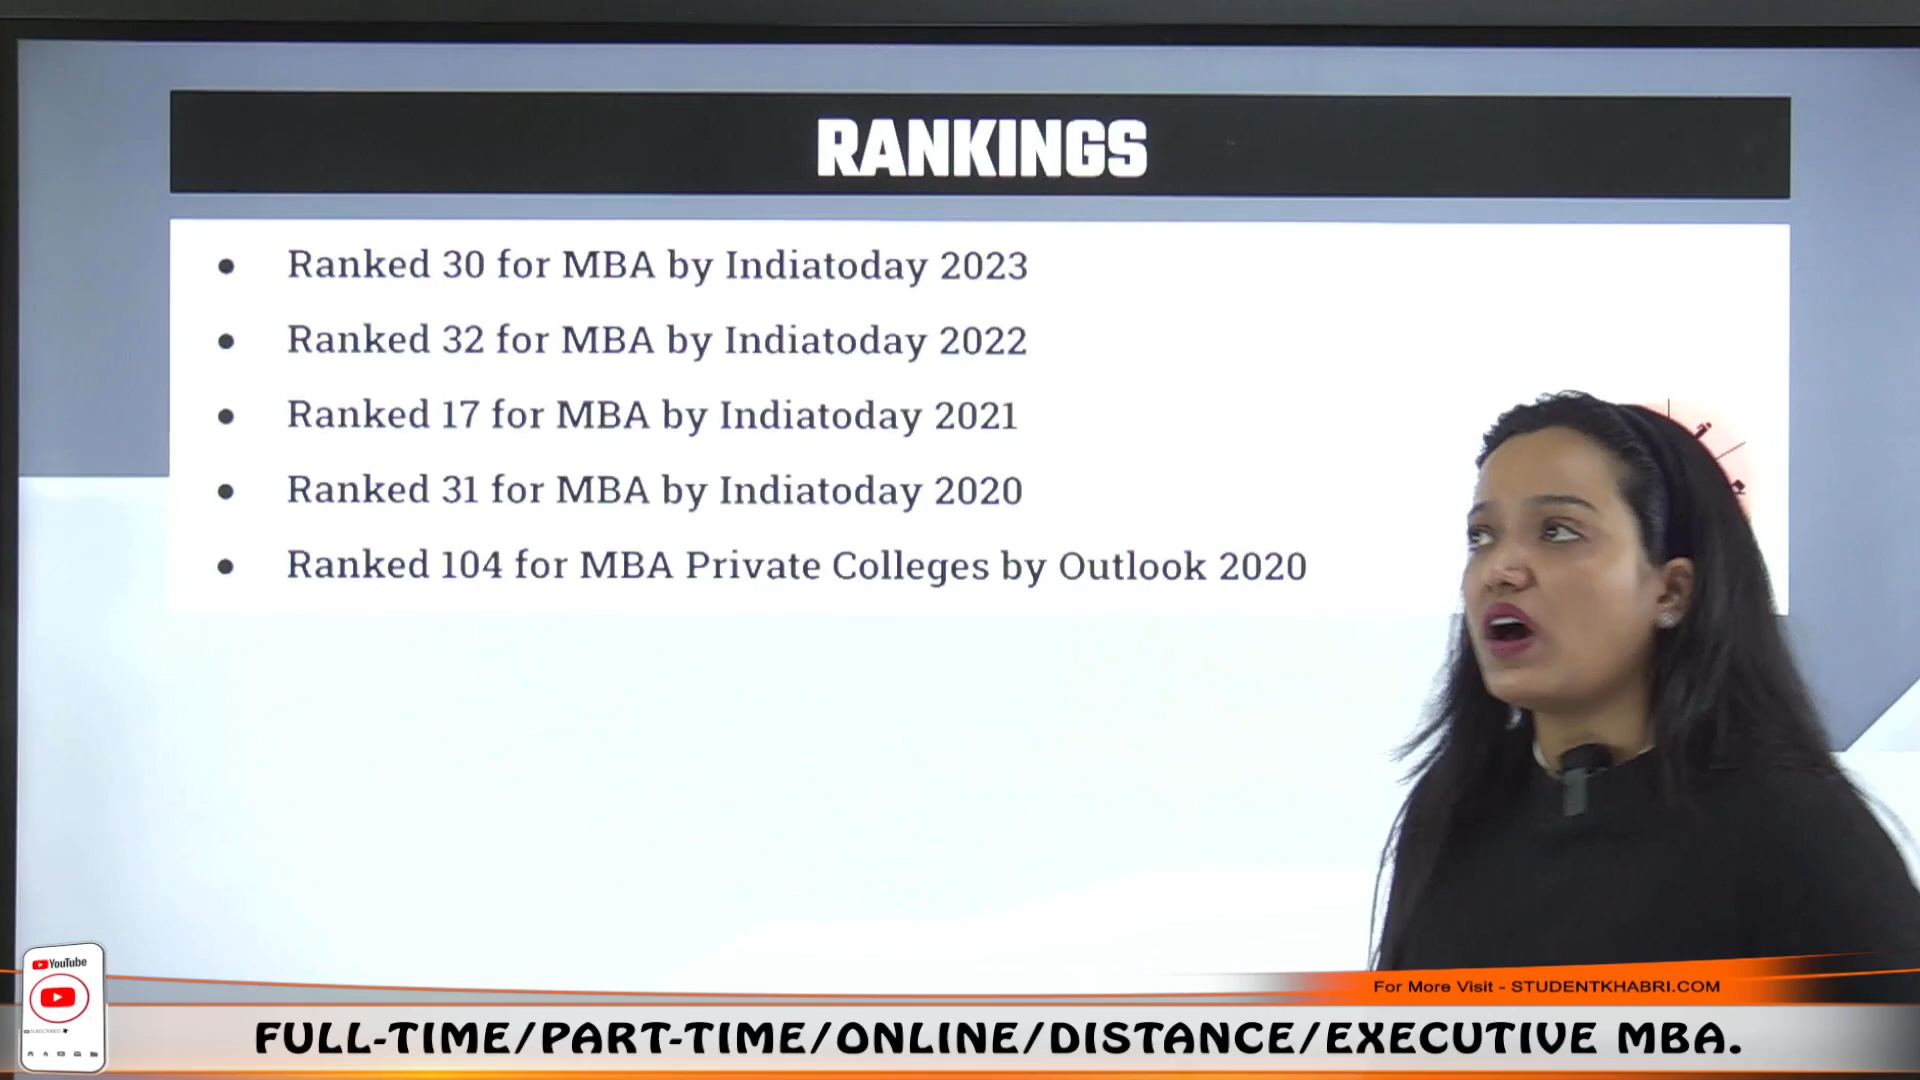 RANKINGS
● Ranked 30 for MBA by Indiatoday 2023
● Ranked 32 for MBA by Indiatoday 2022
● Ranked 17 for MBA by Indiatoday 2021
● Ranked 31 for MBA by Indiatoday 2020
● Ranked 104 for MBA Private Colleges by Outlook 2020
YouTube
SUBSCRIBED
For More Visit - STUDENTKHABRI.COM
FULL-TIME/PART-TIME/ONLINE/DISTANCE/EXECUTIVE MBA.